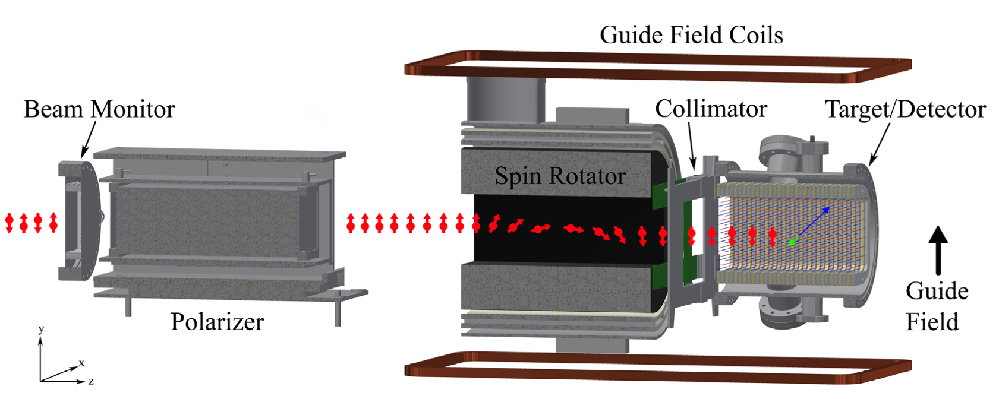 Guide Field Coils
Beam Monitor
Collimator
Target/Detector
Spin Rotator
Guide
Field
Polarizer
y
x
z